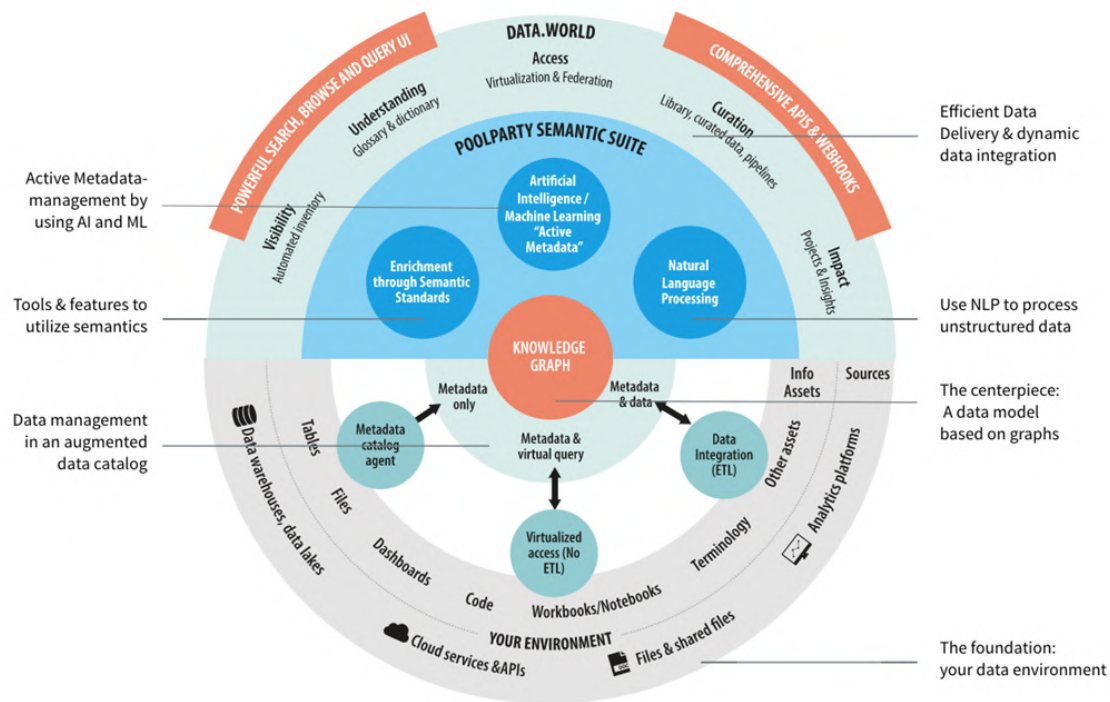 DATA.WORLD
Access
Virtualization & Federation
POWERFUL SEARCH, BROWSE AND QUERY UI
COMPREHENSIVE APIS & WEBHOOKS
Understanding
Glossary & dictionary
Curation
Library, curated data, pipelines
Visibility
Automated inventory
Impact
Projects & Insights
POOLPARTY SEMANTIC SUITE
Artificial
Intelligence /
Machine Learning
“Active
Metadata”
Enrichment
through Semantic
Standards
Natural
Language
Processing
KNOWLEDGE
GRAPH
Metadata
only
Metadata
& data
Metadata &
virtual query
Metadata
catalog
agent
Data
Integration
(ETL)
Virtualized
access (No
ETL)
Info
Assets
Sources
Tables
Files
Dashboards
Code
Workbooks/Notebooks
Terminology
Other assets
YOUR ENVIRONMENT
Data warehouses, data lakes
Cloud services &APIs
DOC
Files & shared files
Analytics platforms
Active Metadata-
management by
using AI and ML
Tools & features to
utilize semantics
Data management
in an augmented
data catalog
Efficient Data
Delivery & dynamic
data integration
Use NLP to process
unstructured data
The centerpiece:
A data model
based on graphs
The foundation:
your data environment